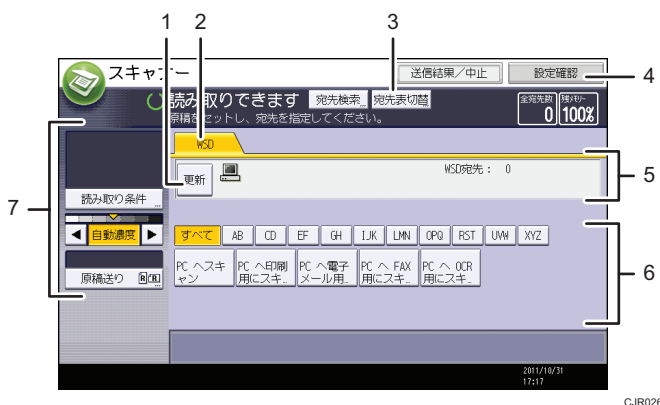 1 2 3
スキャナー 送信結果/中止 設定確認 4
読み取りできます 宛先検索 宛先表切替 全宛先数 残メモリー
原稿をセットし、宛先を指定してください。 0 100%
WSD
更新 WSD宛先： 0 5
7 読み取り条件
自動濃度 すべて AB CD EF GH IJK LMN OPQ RST UVW XYZ
PC へスキ PC へ印刷 PC へ電子 PC へ FAX PC へ OCR 6
原稿送り ャン 用にスキ_ メール用_ 用にスキ_ 用にスキ_
2011/10/31
17:17
CJR026